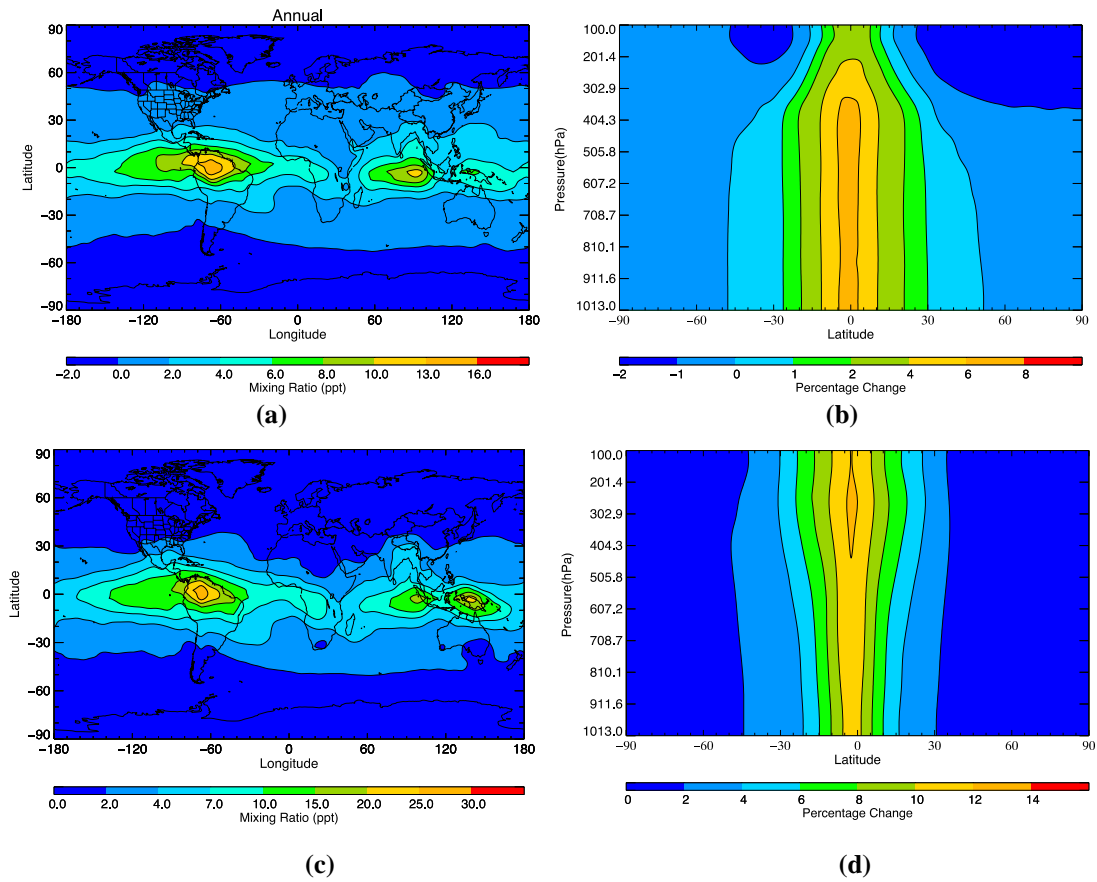 Annual
90
60
30
0
−30
−60
−90
Latitude
−180 −120 −60 0 60 120 180
Longitude
−2.0 0.0 2.0 4.0 6.0 8.0 10.0 13.0 16.0
Mixing Ratio (ppt)
(a)
100.0
201.4
302.9
404.3
505.8
607.2
708.7
810.1
911.6
1013.0
Pressure(hPa)
−90 −60 −30 0 30 60 90
Latitude
−2 −1 0 1 2 4 6 8
Percentage Change
(b)
90
60
30
0
−30
−60
−90
Latitude
−180 −120 −60 0 60 120 180
Longitude
0.0 2.0 4.0 7.0 10.0 15.0 20.0 25.0 30.0
Mixing Ratio (ppt)
(c)
100.0
201.4
302.9
404.3
505.8
607.2
708.7
810.1
911.6
1013.0
Pressure(hPa)
−90 −60 −30 0 30 60 90
Latitude
0 2 4 6 8 10 12 14
Percentage Change
(d)